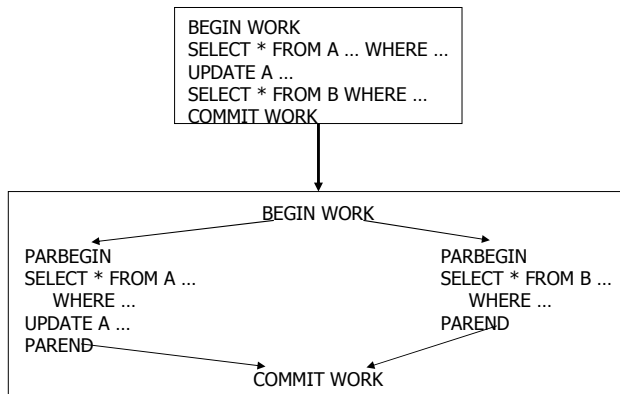 BEGIN WORK
SELECT * FROM A ... WHERE ...
UPDATE A ...
SELECT * FROM B WHERE ...
COMMIT WORK
BEGIN WORK
PARBEGIN
SELECT * FROM A ...
WHERE ...
UPDATE A ...
PAREND
PARBEGIN
SELECT * FROM B ...
WHERE ...
PAREND
COMMIT WORK